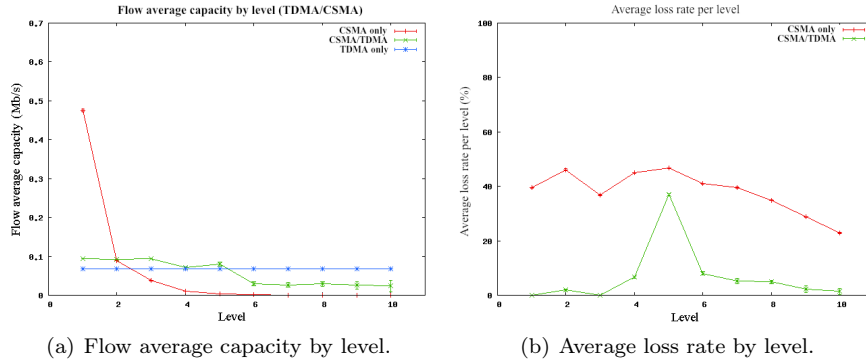 Flow average capacity by level (TDMA/CSMA)
CSMA only
CSMA/TDMA
TDMA only
Flow average capacity (Mb/s)
0.7
0.6
0.5
0.4
0.3
0.2
0.1
0
0 2 4 6 8 10
Level
(a) Flow average capacity by level.
Average loss rate per level
CSMA only
CSMA/TDMA
Average loss rate per level (%)
100
80
60
40
20
0
0 2 4 6 8 10
Level
(b) Average loss rate by level.